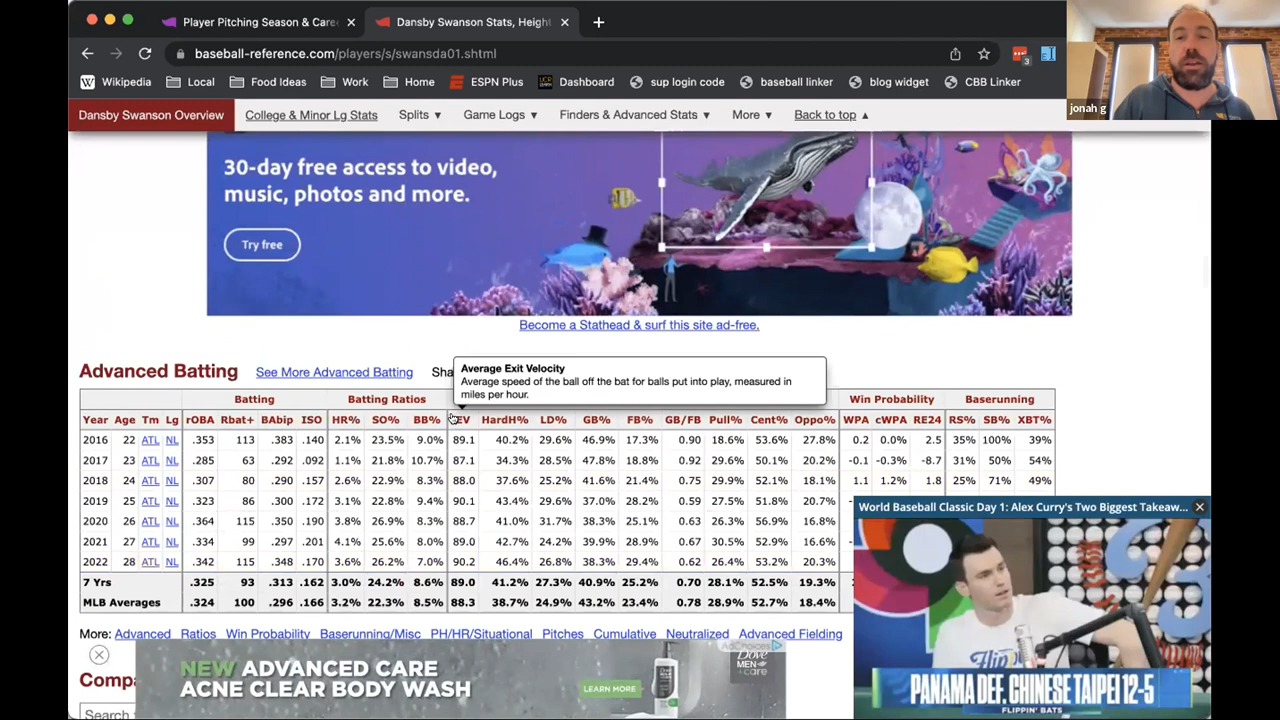 Player Pitching Season & Caree
Dansby Swanson Stats, Height
baseball-reference.com/players/s/swansda01.shtml
3
Wikipedia Local Food Ideas Work Home ESPN Plus Dashboard sup login code baseball linker blog widget CBB Linker
jonah g
Dansby Swanson Overview College & Minor Lg Stats Splits ▼ Game Logs ▼ Finders & Advanced Stats ▼ More ▼ Back to top ▲
30-day free access to video,
music, photos and more.
Try free
Become a Stathead & surf this site ad-free.
Advanced Batting See More Advanced Batting Sha
Average Exit Velocity
Average speed of the ball off the bat for balls put into play, measured in
miles per hour.
Batting Batting Ratios Win Probability Baserunning
Year Age Tm Lg rOBA Rbat+ BAbip ISO HR% SO% BB% EV HardH% LD% GB% FB% GB/FB Pull% Cent% Oppo% WPA cWPA RE24 RS% SB% XBT%
2016 22 ATL NL .353 113 .383 .140 2.1% 23.5% 9.0% 89.1 40.2% 29.6% 46.9% 17.3% 0.90 18.6% 53.6% 27.8% 0.2 0.0% 2.5 35% 100% 39%
2017 23 ATL NL .285 63 .292 .092 1.1% 21.8% 10.7% 87.1 34.3% 28.5% 47.8% 18.8% 0.92 29.6% 50.1% 20.2% -0.1 -0.3% -8.7 31% 50% 54%
2018 24 ATL NL .307 80 .290 .157 2.6% 22.9% 8.3% 88.0 37.6% 25.2% 41.6% 21.4% 0.75 29.9% 52.1% 18.1% 1.1 1.2% 1.8 25% 71% 49%
2019 25 ATL NL .323 86 .300 .172 3.1% 22.8% 9.4% 90.1 43.4% 29.6% 37.0% 28.2% 0.59 27.5% 51.8% 20.7%
2020 26 ATL NL .364 115 .350 .190 3.8% 26.9% 8.3% 88.7 41.0% 31.7% 38.3% 25.1% 0.63 26.3% 56.9% 16.8%
2021 27 ATL NL .334 99 .297 .201 4.1% 25.6% 8.0% 89.0 42.7% 24.2% 39.9% 28.9% 0.67 30.5% 52.9% 16.6%
2022 28 ATL NL .342 115 .348 .170 3.6% 26.2% 7.0% 90.2 46.4% 26.8% 38.3% 29.4% 0.62 26.4% 53.2% 20.3%
7 Yrs .325 93 .313 .162 3.0% 24.2% 8.6% 89.0 41.2% 27.3% 40.9% 25.2% 0.70 28.1% 52.5% 19.3%
MLB Averages .324 100 .296 .166 3.2% 22.3% 8.5% 88.3 38.7% 24.9% 43.2% 23.4% 0.78 28.9% 52.7% 18.4%
More: Advanced Ratios Win Probability Baserunning/Misc PH/HR/Situational Pitches Cumulative Neutralized Advanced Fielding
World Baseball Classic Day 1: Alex Curry's Two Biggest Takeaw...
PANAMA DEF. CHINESE TAIPEI 12-5
FLIPPIN' BATS
Compa
Search fo
NEW ADVANCED CARE
ACNE CLEAR BODY WASH
LEARN MORE
AdChoices
Dove
MEN
+care